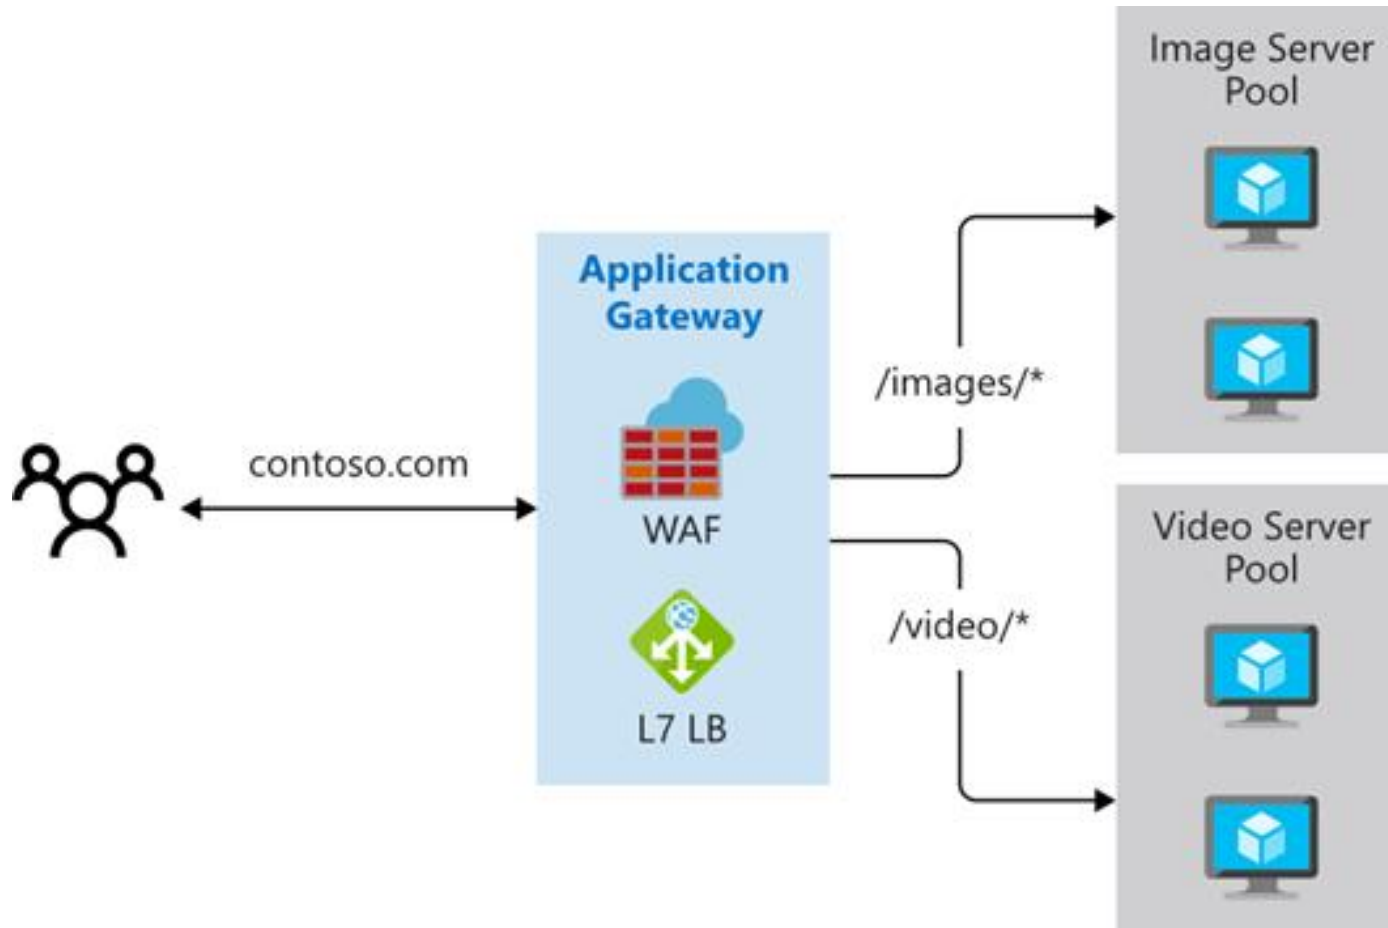 contoso.com
Application
Gateway
WAF
L7 LB
/images/*
/video/*
Image Server
Pool
Video Server
Pool